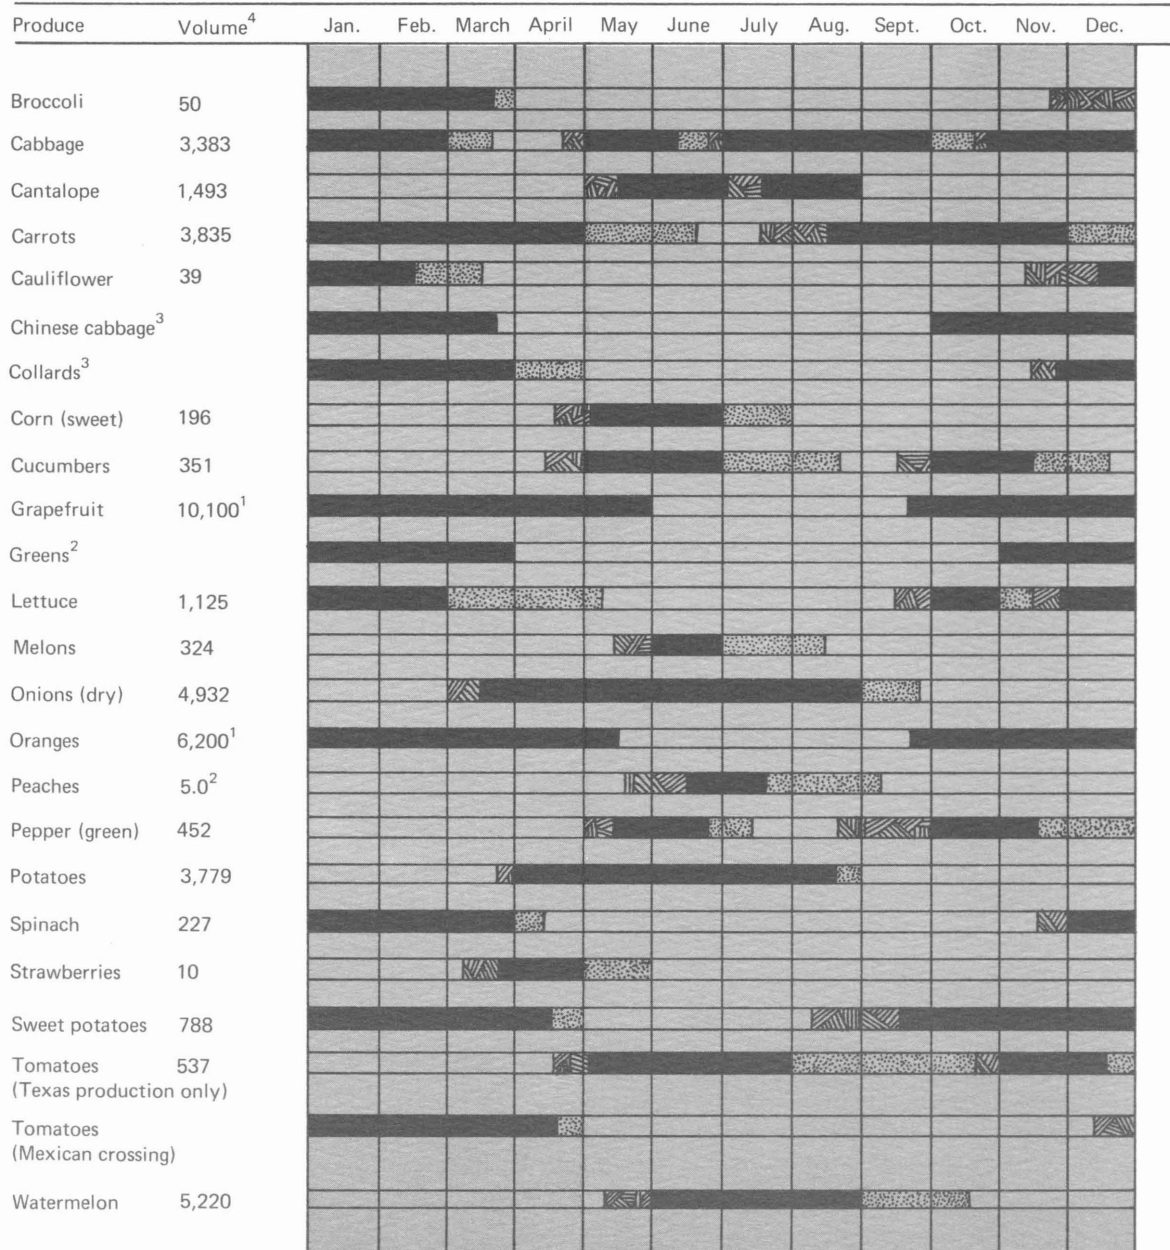 Produce Volume4 Jan. Feb. March April May June July Aug. Sept. Oct. Nov. Dec.
Broccoli 50
Cabbage 3,383
Cantalope 1,493
Carrots 3,835
Cauliflower 39
Chinese cabbage3
Collards3
Corn (sweet) 196
Cucumbers 351
Grapefruit 10,1001
Greens2
Lettuce 1,125
Melons 324
Onions (dry) 4,932
Oranges 6,2001
Peaches 5.02
Pepper (green) 452
Potatoes 3,779
Spinach 227
Strawberries 10
Sweet potatoes 788
Tomatoes 537
(Texas production only)
Tomatoes
(Mexican crossing)
Watermelon 5,220